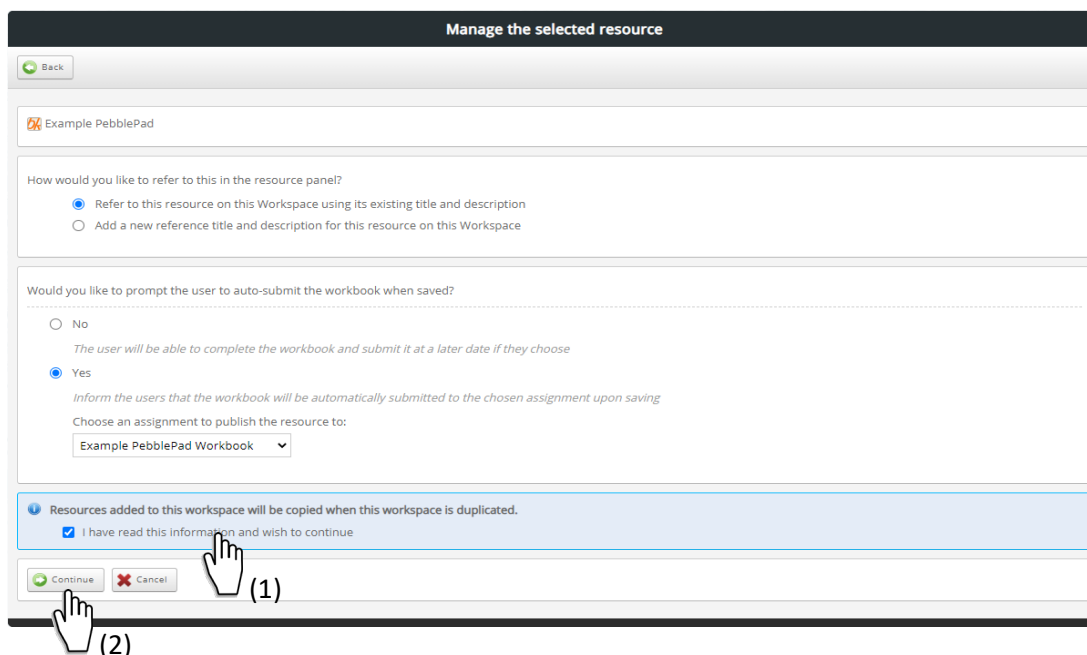 Manage the selected resource
Back
Example PebblePad
How would you like to refer to this in the resource panel?
Refer to this resource on this Workspace using its existing title and description
Add a new reference title and description for this resource on this Workspace
Would you like to prompt the user to auto-submit the workbook when saved?
No
The user will be able to complete the workbook and submit it at a later date if they choose
Yes
Inform the users that the workbook will be automatically submitted to the chosen assignment upon saving
Choose an assignment to publish the resource to:
Example PebblePad Workbook
Resources added to this workspace will be copied when this workspace is duplicated.
I have read this information and wish to continue
Continue Cancel
(1)
(2)